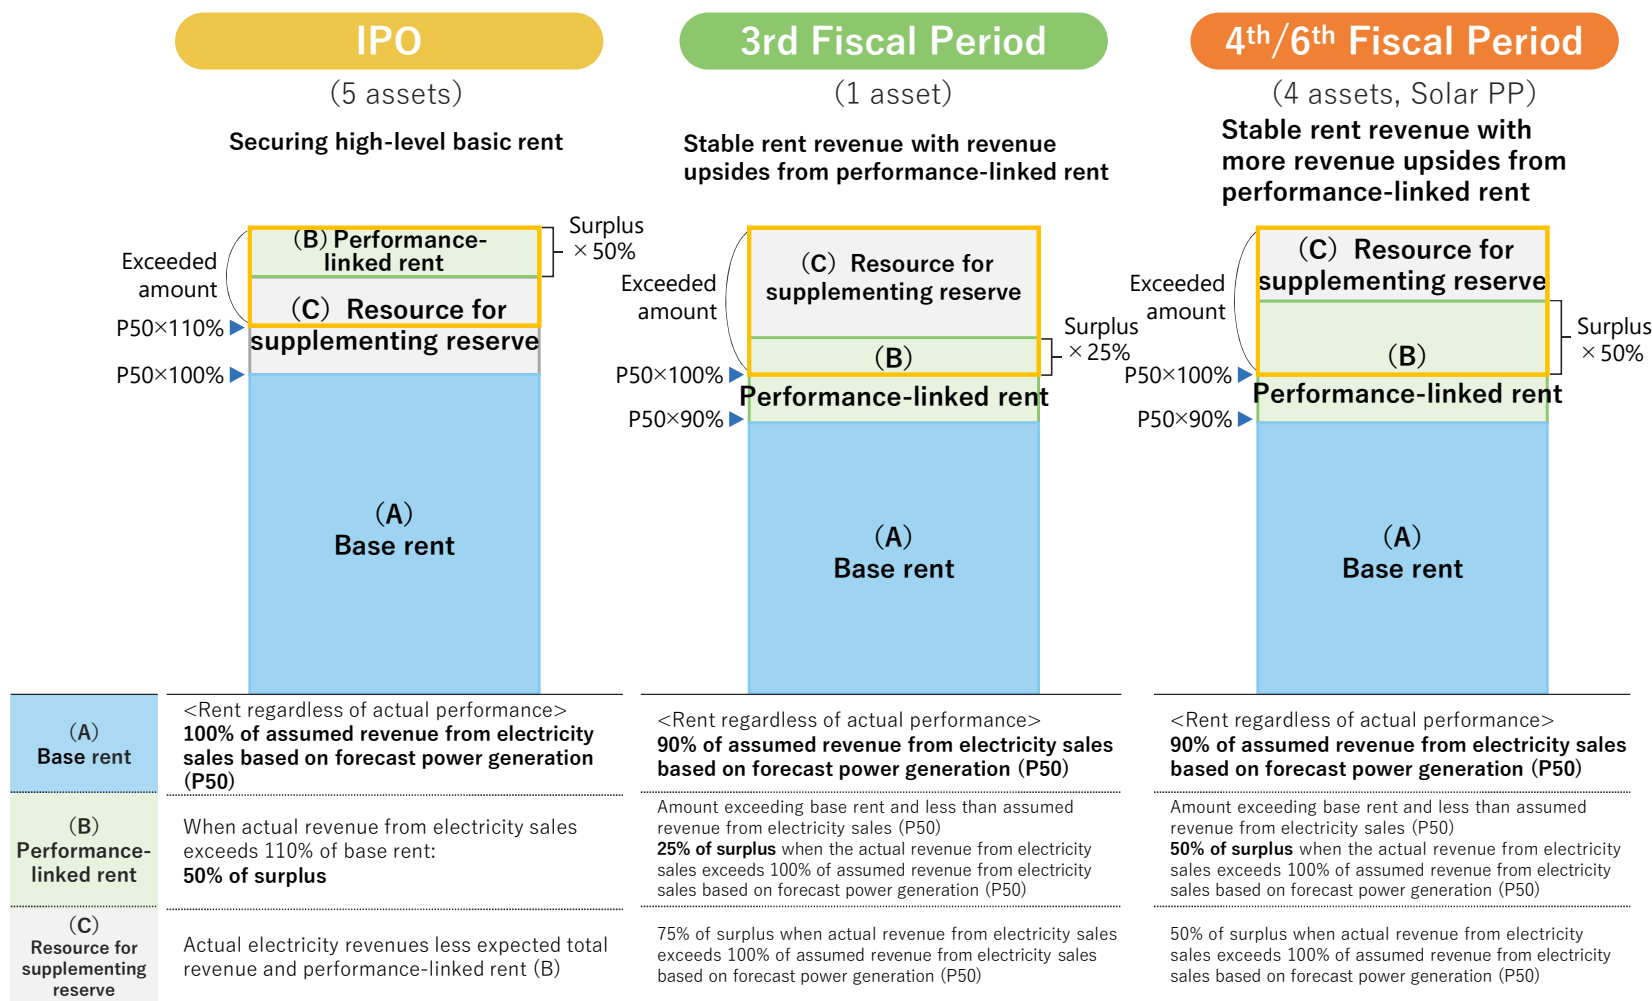 IPO
(5 assets)
Securing high-level basic rent
Exceeded
amount
P50×110%
P50×100%
(B) Performance-
linked rent
(C) Resource for
supplementing reserve
Surplus
×50%
(A)
Base rent
3rd Fiscal Period
(1 asset)
Stable rent revenue with revenue
upsides from performance-linked rent
Exceeded
amount
P50×100%
P50×90%
(C) Resource for
supplementing reserve
(B)
Performance-linked rent
Surplus
×25%
(A)
Base rent
4th/6th Fiscal Period
(4 assets, Solar PP)
Stable rent revenue with
more revenue upsides from
performance-linked rent
Exceeded
amount
P50×100%
P50×90%
(C) Resource for
supplementing reserve
(B)
Performance-linked rent
Surplus
×50%
(A)
Base rent
(A)
Base rent
<Rent regardless of actual performance>
100% of assumed revenue from electricity
sales based on forecast power generation
(P50)
<Rent regardless of actual performance>
90% of assumed revenue from electricity sales
based on forecast power generation (P50)
<Rent regardless of actual performance>
90% of assumed revenue from electricity sales
based on forecast power generation (P50)
(B)
Performance-
linked rent
When actual revenue from electricity sales
exceeds 110% of base rent:
50% of surplus
Amount exceeding base rent and less than assumed
revenue from electricity sales (P50)
25% of surplus when the actual revenue from electricity
sales exceeds 100% of assumed revenue from electricity
sales based on forecast power generation (P50)
Amount exceeding base rent and less than assumed
revenue from electricity sales (P50)
50% of surplus when the actual revenue from electricity
sales exceeds 100% of assumed revenue from electricity
sales based on forecast power generation (P50)
(C)
Resource for
supplementing
reserve
Actual electricity revenues less expected total
revenue and performance-linked rent (B)
75% of surplus when actual revenue from electricity sales
exceeds 100% of assumed revenue from electricity sales
based on forecast power generation (P50)
50% of surplus when actual revenue from electricity
sales exceeds 100% of assumed revenue from electricity
sales based on forecast power generation (P50)